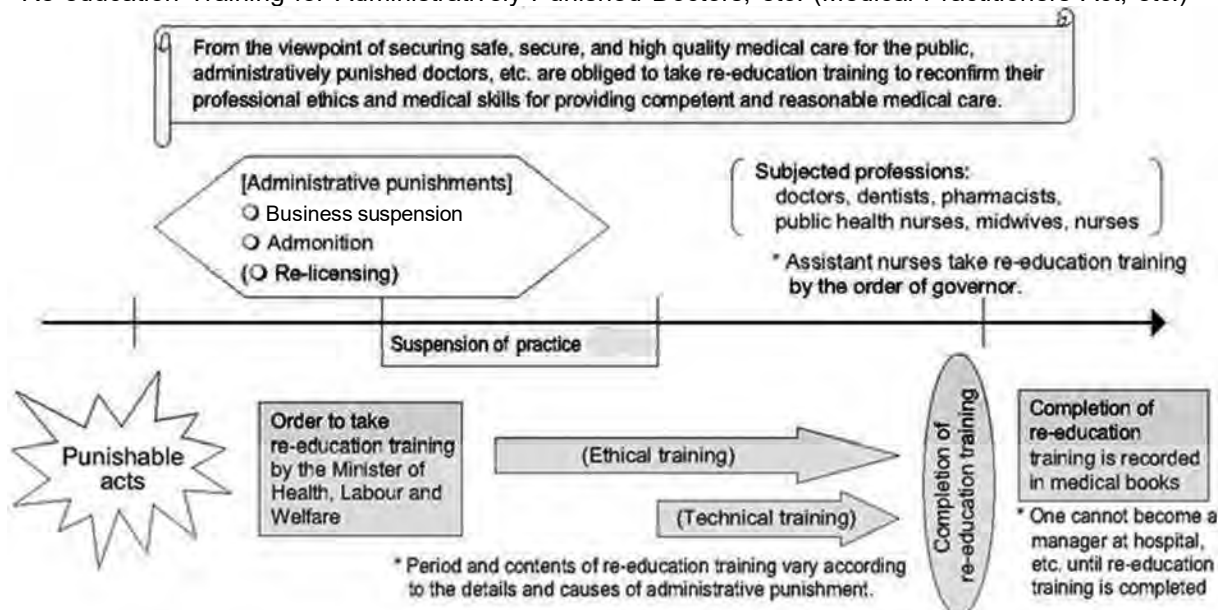 Re-education Training for Administratively Punished Doctors, etc. (Medical Practitioners Act, etc.)
From the viewpoint of securing safe, secure, and high quality medical care for the public,
administratively punished doctors, etc. are obliged to take re-education training to reconfirm their
professional ethics and medical skills for providing competent and reasonable medical care.
[Administrative punishments]
Business suspension
Admonition
(Re-licensing)
Subjected professions:
doctors, dentists, pharmacists,
public health nurses, midwives, nurses
* Assistant nurses take re-education training
by the order of governor.
Suspension of practice
Punishable
acts
Order to take
re-education training
by the Minister of
Health, Labour and
Welfare
(Ethical training)
(Technical training)
* Period and contents of re-education training vary according
to the details and causes of administrative punishment.
Completion of
re-education training
Completion of
re-education
training is recorded
in medical books
* One cannot become a
manager at hospital,
etc. until re-education
training is completed